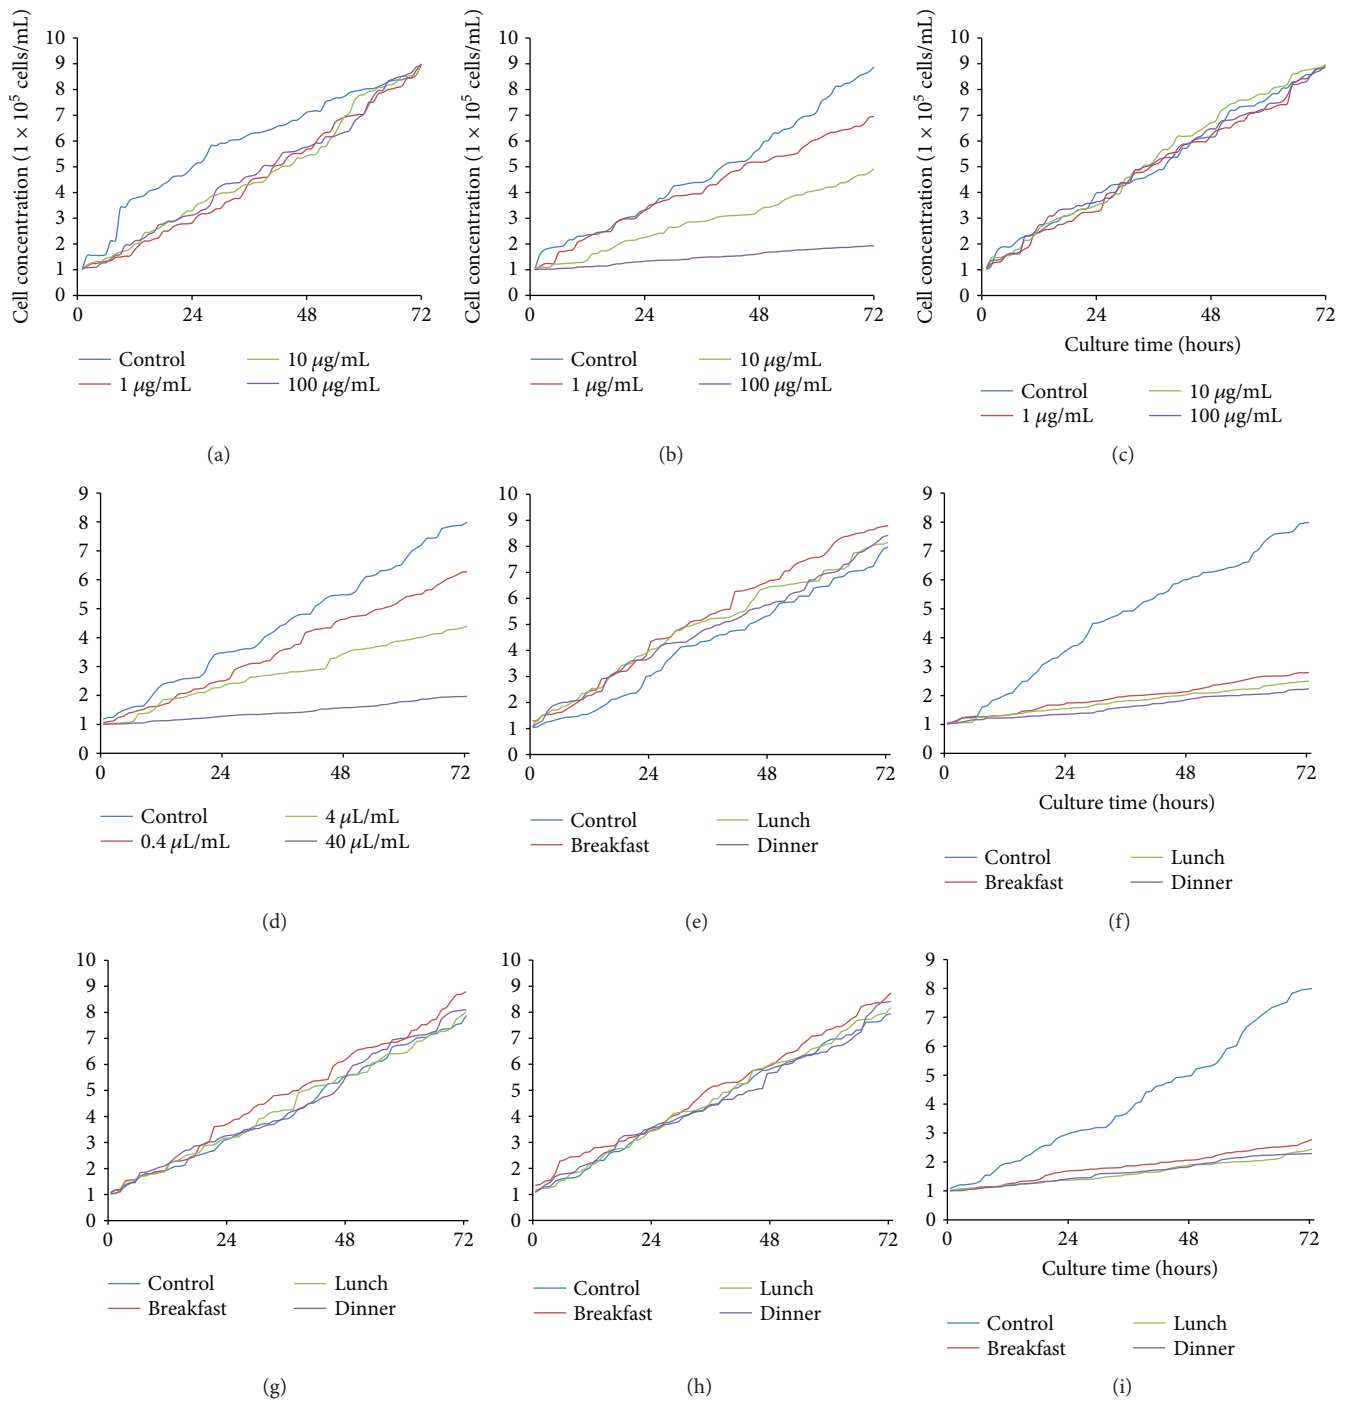 Cell concentration (1 × 10⁵ cells/mL)
10
9
8
7
6
5
4
3
2
1
0
0 24 48 72
Control 10 µg/mL
1 µg/mL 100 µg/mL
(a)
Cell concentration (1 × 10⁵ cells/mL)
10
9
8
7
6
5
4
3
2
1
0
0 24 48 72
Control 10 µg/mL
1 µg/mL 100 µg/mL
(b)
Cell concentration (1 × 10⁵ cells/mL)
10
9
8
7
6
5
4
3
2
1
0
0 24 48 72
Culture time (hours)
Control 10 µg/mL
1 µg/mL 100 µg/mL
(c)
9
8
7
6
5
4
3
2
1
0
0 24 48 72
Control 4 µL/mL
0.4 µL/mL 40 µL/mL
(d)
10
9
8
7
6
5
4
3
2
1
0
0 24 48 72
Control Lunch
Breakfast Dinner
(e)
9
8
7
6
5
4
3
2
1
0
0 24 48 72
Culture time (hours)
Control Lunch
Breakfast Dinner
(f)
10
9
8
7
6
5
4
3
2
1
0
0 24 48 72
Control Lunch
Breakfast Dinner
(g)
10
9
8
7
6
5
4
3
2
1
0
0 24 48 72
Control Lunch
Breakfast Dinner
(h)
9
8
7
6
5
4
3
2
1
0
0 24 48 72
Culture time (hours)
Control Lunch
Breakfast Dinner
(i)